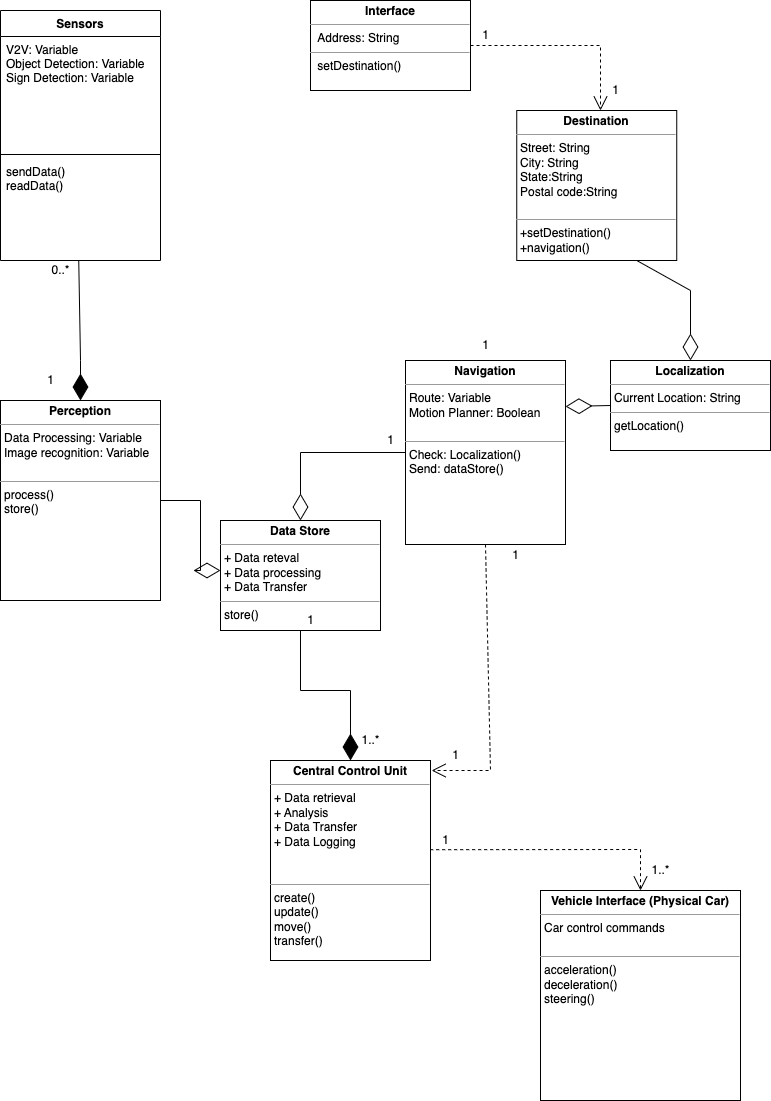 Sensors
V2V: Variable
Object Detection: Variable
Sign Detection: Variable
sendData()
readData()
0..*
Interface
Address: String
setDestination()
1
1
Destination
Street: String
City: String
State:String
Postal code:String
+setDestination()
+navigation()
1
Perception
Data Processing: Variable
Image recognition: Variable
process()
store()
1
Navigation
Route: Variable
Motion Planner: Boolean
Check: Localization()
Send: dataStore()
1
Localization
Current Location: String
getLocation()
1
Data Store
+ Data reteval
+ Data processing
+ Data Transfer
store()
1
1..*
1
Central Control Unit
+ Data retrieval
+ Analysis
+ Data Transfer
+ Data Logging
create()
update()
move()
transfer()
1
1..*
Vehicle Interface (Physical Car)
Car control commands
acceleration()
deceleration()
steering()